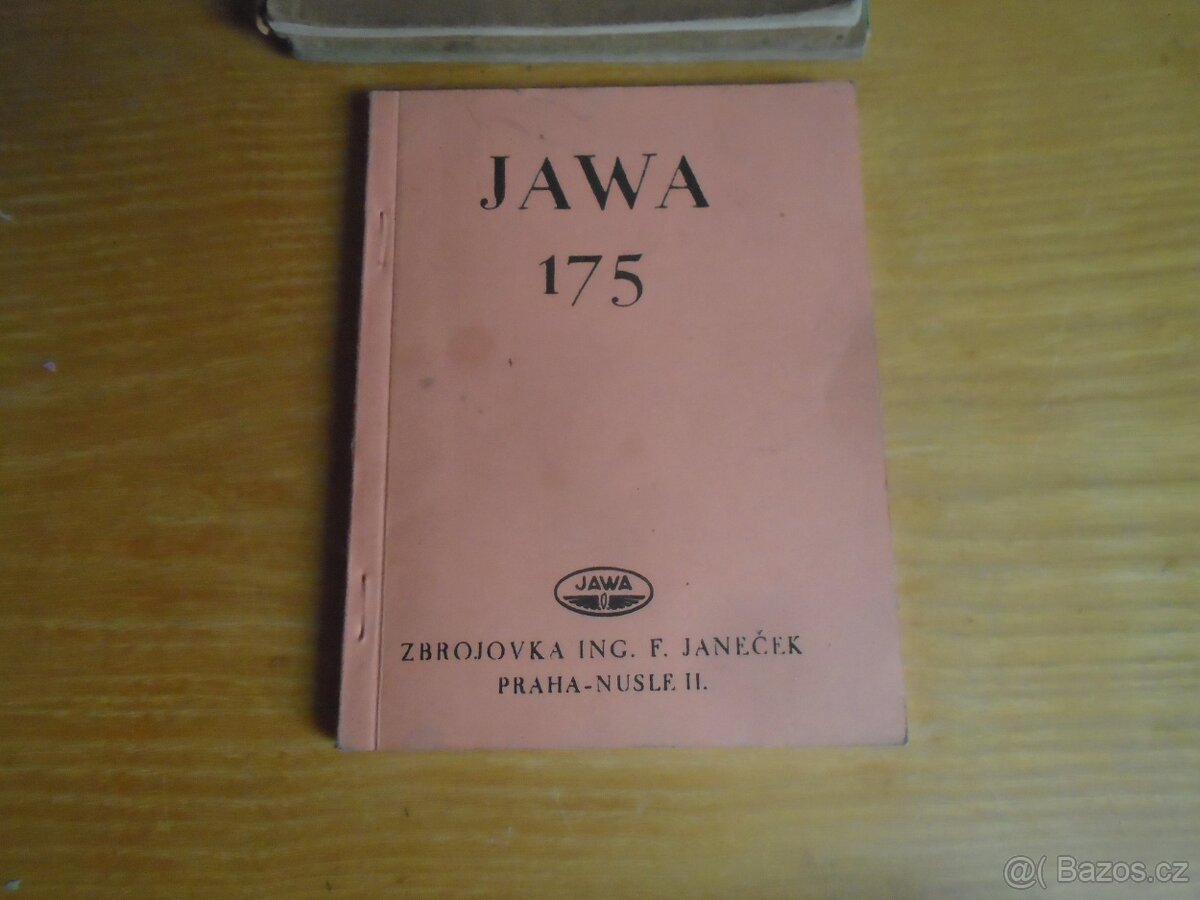 JAWA
175
JAWA
ZBROJOVKA ING. F. JANEČEK
PRAHA-NUSLE II.
@( Bazos.cz